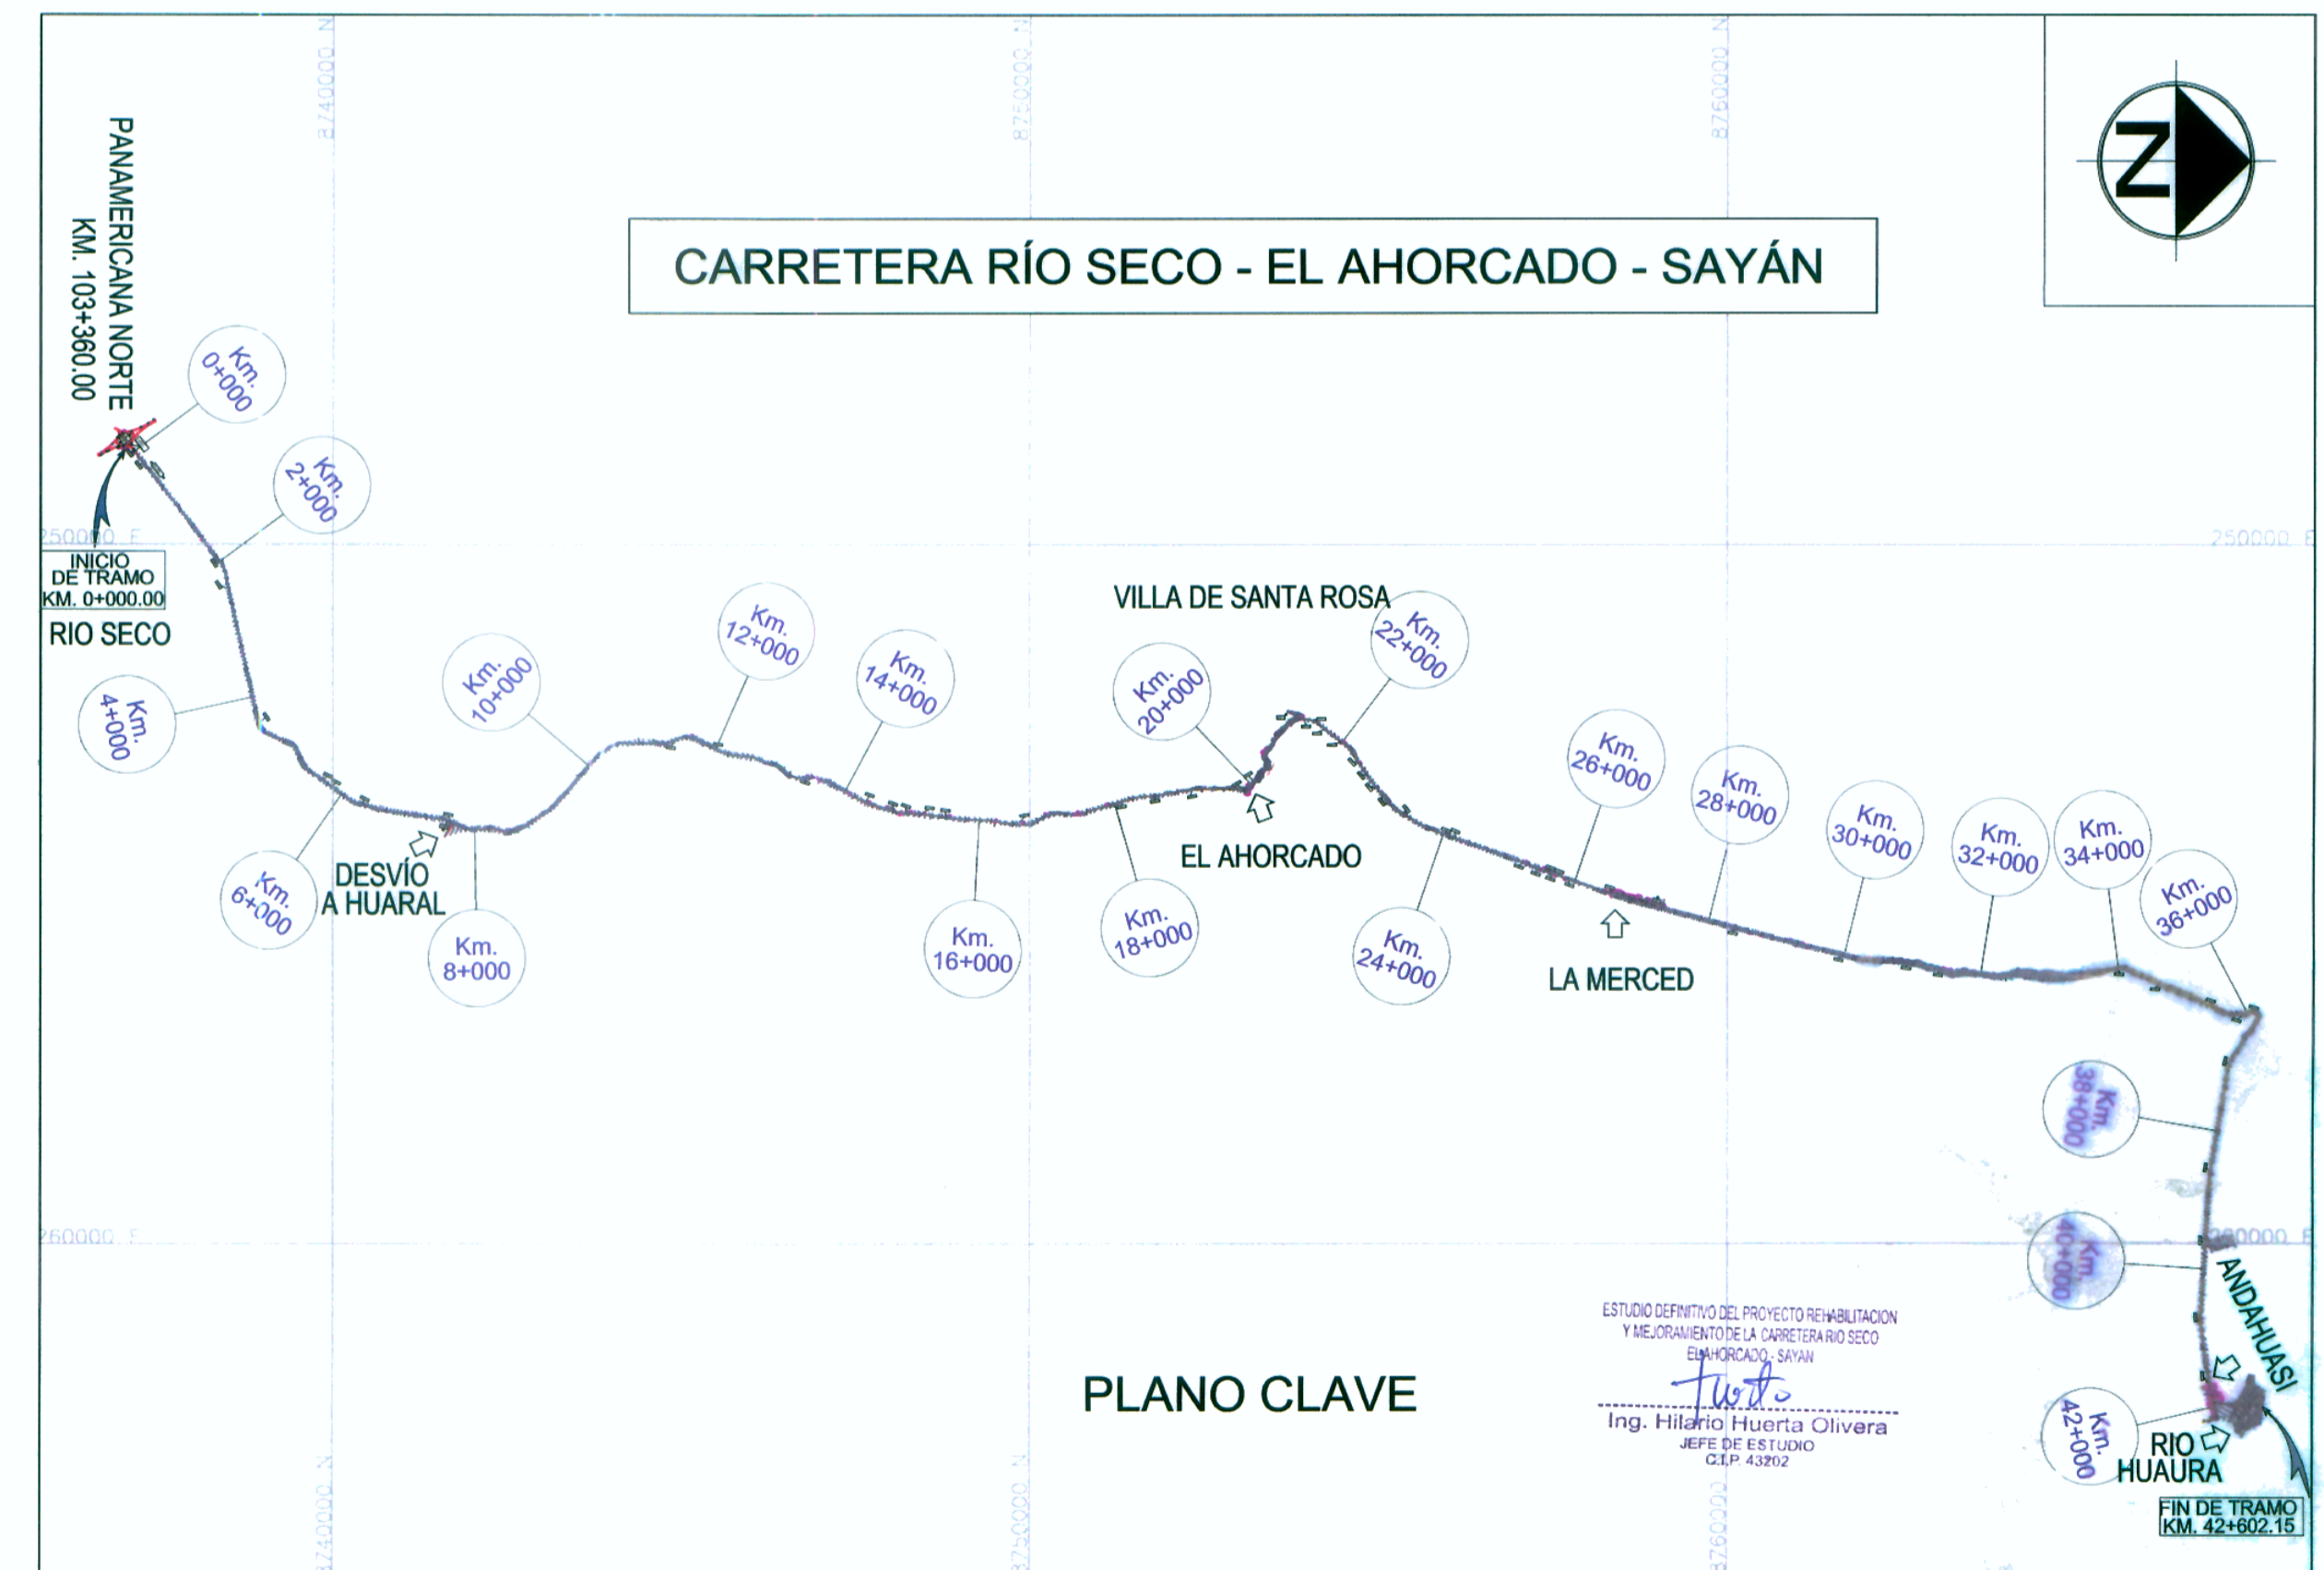 8740000 N
8750000 N
8760000 N
N
PANAMERICANA NORTE
KM. 103+360.00
CARRETERA RÍO SECO - EL AHORCADO - SAYÁN
Km.
0+000
Km.
2+000
250000 E
250000 E
INICIO
DE TRAMO
KM. 0+000.00
RIO SECO
Km.
4+000
Km.
6+000
DESVÍO
A HUARAL
Km.
8+000
Km.
10+000
Km.
12+000
Km.
14+000
Km.
16+000
Km.
18+000
VILLA DE SANTA ROSA
Km.
20+000
EL AHORCADO
Km.
22+000
Km.
24+000
Km.
26+000
LA MERCED
Km.
28+000
Km.
30+000
Km.
32+000
Km.
34+000
Km.
36+000
Km.
38+000
260000 E
Km.
40+000
ANDAHUASI
Km.
42+000
RIO
HUAURA
FIN DE TRAMO
KM. 42+602.15
PLANO CLAVE
ESTUDIO DEFINITIVO DEL PROYECTO REHABILITACION
Y MEJORAMIENTO DE LA CARRETERA RIO SECO
EL AHORCADO - SAYAN
Ing. Hilario Huerta Olivera
JEFE DE ESTUDIO
C.I.P. 43202
8740000 N
8750000 N
8760000